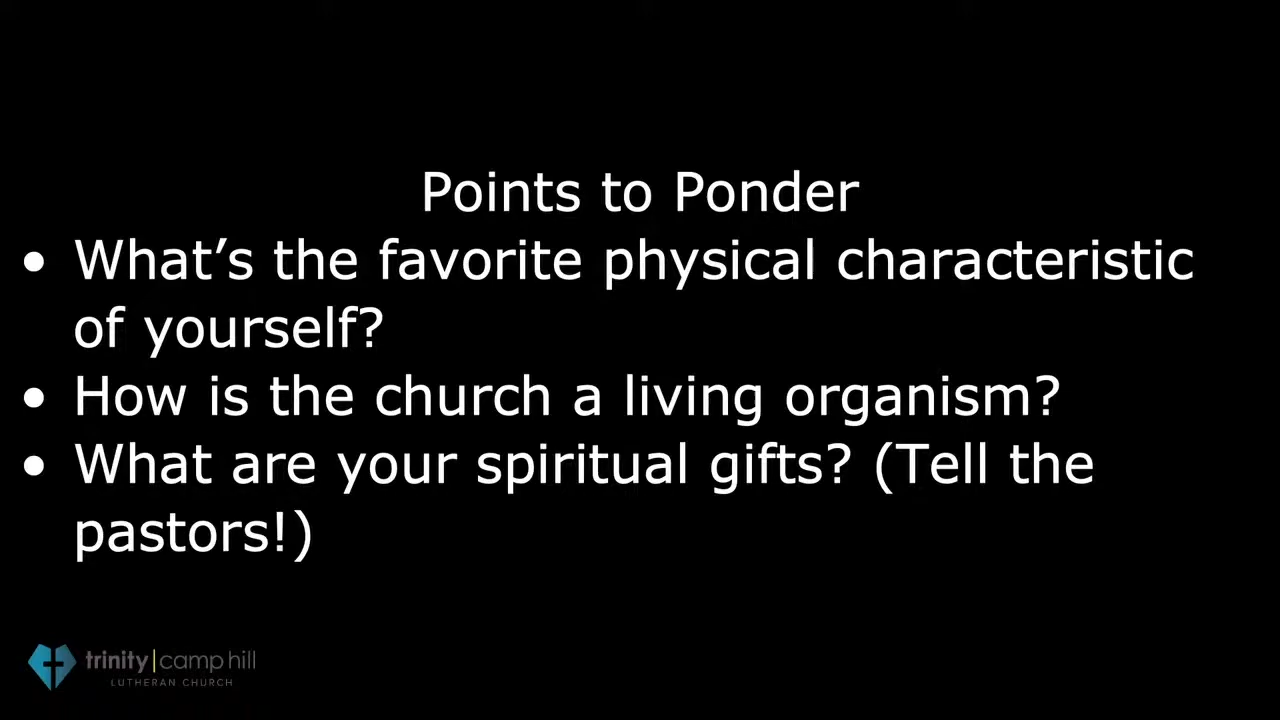 Points to Ponder
• What’s the favorite physical characteristic
of yourself?
• How is the church a living organism?
• What are your spiritual gifts? (Tell the
pastors!)
trinity|camp hill
LUTHERAN CHURCH